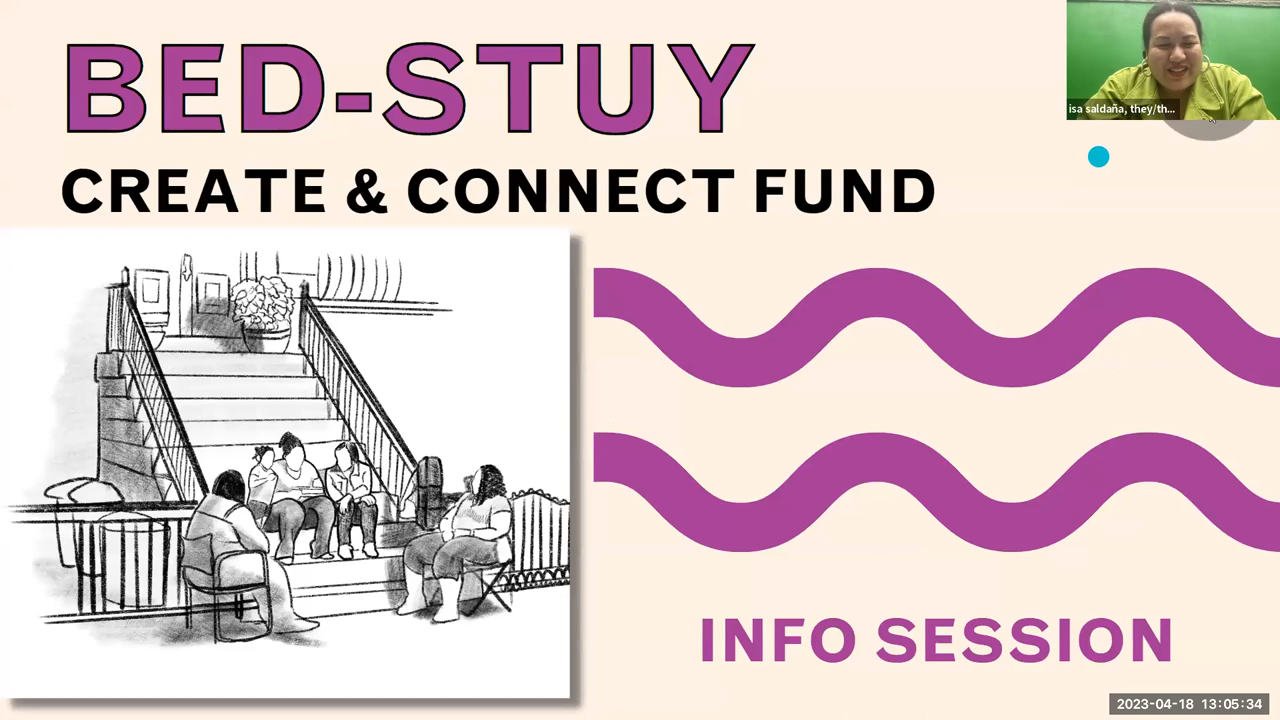 BED-STUY
CREATE & CONNECT FUND
isa saldaña, they/th...
INFO SESSION
2023-04-18 13:05:34